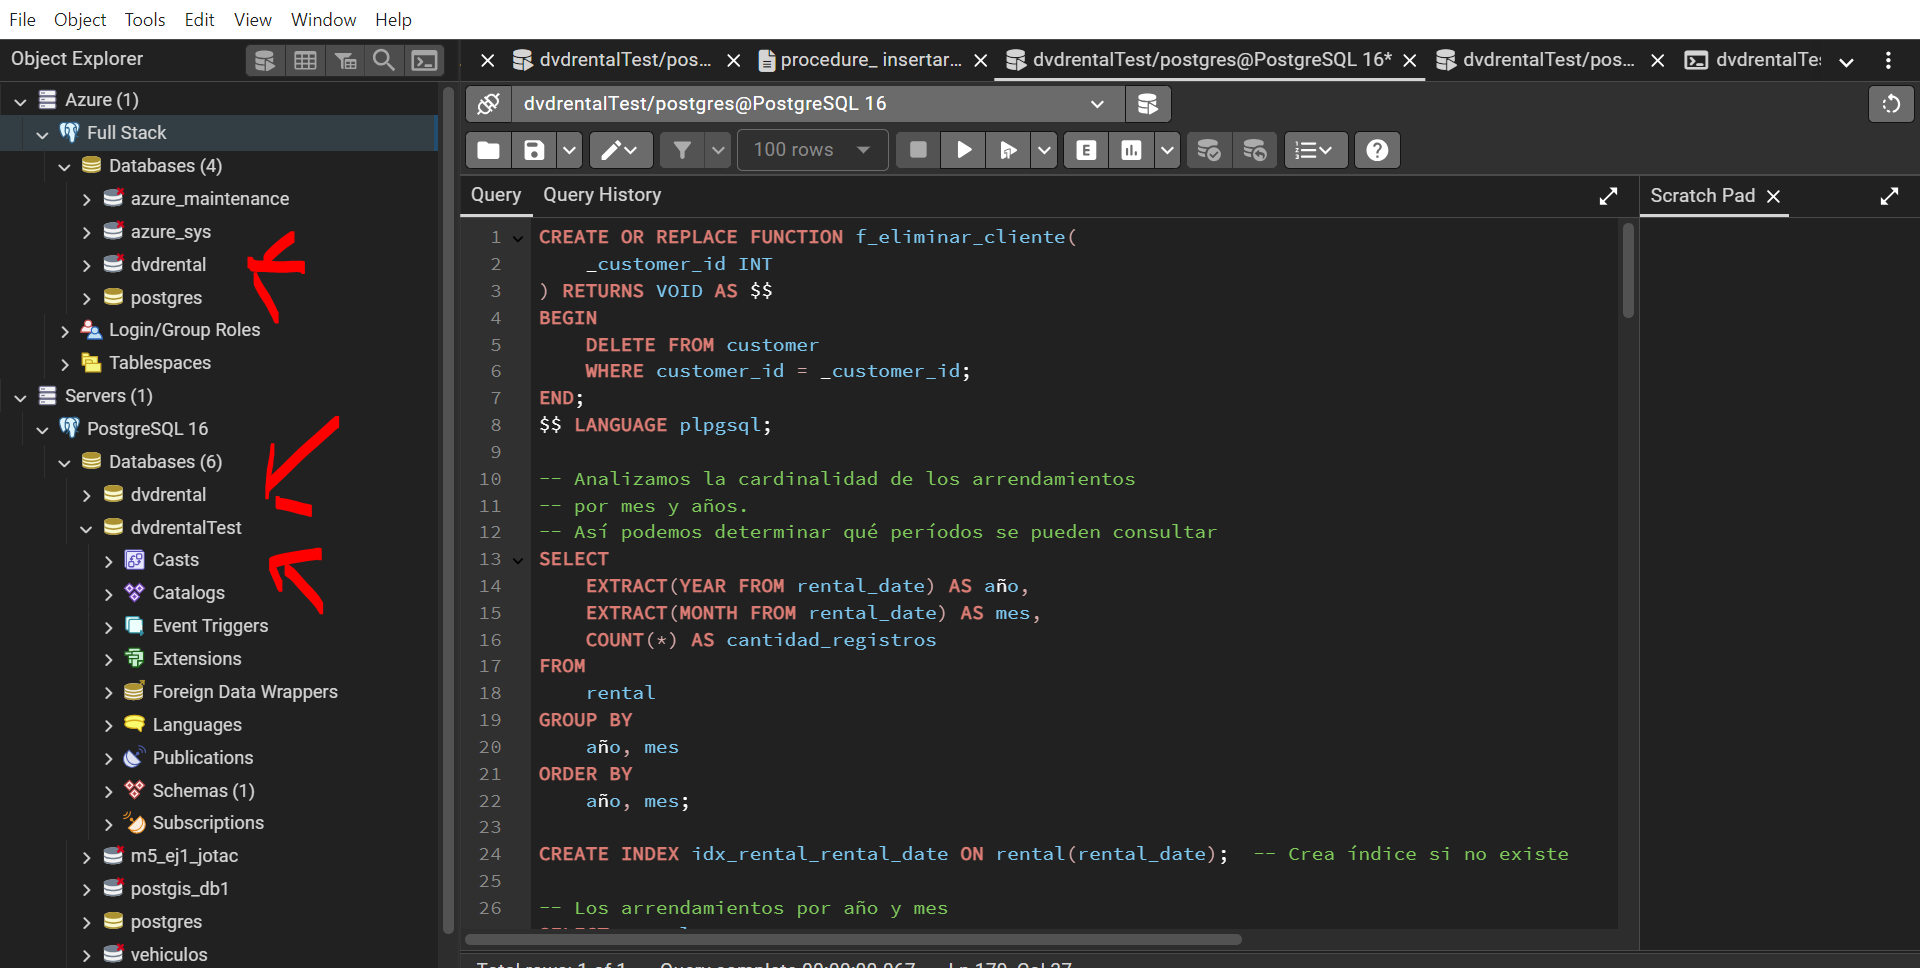 File Object Tools Edit View Window Help
Object Explorer
dvdrentalTest/pos...
procedure_ insertar...
dvdrentalTest/postgres@PostgreSQL 16*
dvdrentalTest/pos...
Azure (1)
Full Stack
Databases (4)
azure_maintenance
azure_sys
dvdrental
postgres
Login/Group Roles
Tablespaces
Servers (1)
PostgreSQL 16
Databases (6)
dvdrental
dvdrentalTest
Casts
Catalogs
Event Triggers
Extensions
Foreign Data Wrappers
Languages
Publications
Schemas (1)
Subscriptions
m5_ej1_jotac
postgis_db1
postgres
vehiculos
dvdrentalTest/postgres@PostgreSQL 16
100 rows
E
Query Query History
Scratch Pad
1 CREATE OR REPLACE FUNCTION f_eliminar_cliente(
2 _customer_id INT
3 ) RETURNS VOID AS $$
4 BEGIN
5 DELETE FROM customer
6 WHERE customer_id = _customer_id;
7 END;
8 $$ LANGUAGE plpgsql;
9
10 -- Analizamos la cardinalidad de los arrendamientos
11 -- por mes y años.
12 -- Así podemos determinar qué períodos se pueden consultar
13 SELECT
14 EXTRACT(YEAR FROM rental_date) AS año,
15 EXTRACT(MONTH FROM rental_date) AS mes,
16 COUNT(*) AS cantidad_registros
17 FROM
18 rental
19 GROUP BY
20 año, mes
21 ORDER BY
22 año, mes;
23
24 CREATE INDEX idx_rental_rental_date ON rental(rental_date); -- Crea índice si no existe
25
26 -- Los arrendamientos por año y mes